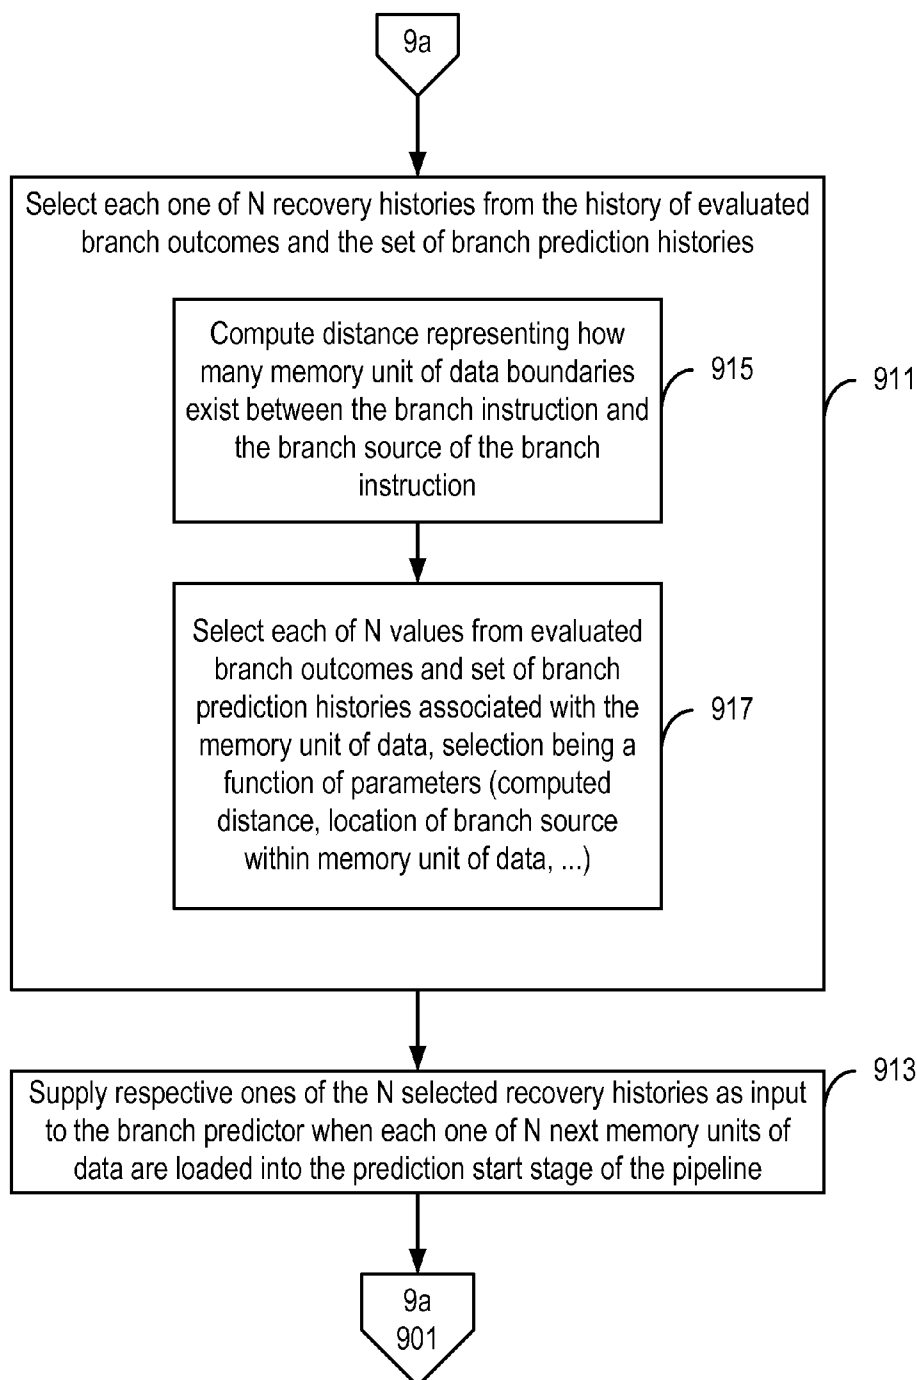 9a
Select each one of N recovery histories from the history of evaluated
branch outcomes and the set of branch prediction histories
Compute distance representing how
many memory unit of data boundaries
exist between the branch instruction and
the branch source of the branch
instruction
915
911
Select each of N values from evaluated
branch outcomes and set of branch
prediction histories associated with the
memory unit of data, selection being a
function of parameters (computed
distance, location of branch source
within memory unit of data, ...)
917
913
Supply respective ones of the N selected recovery histories as input
to the branch predictor when each one of N next memory units of
data are loaded into the prediction start stage of the pipeline
9a
901